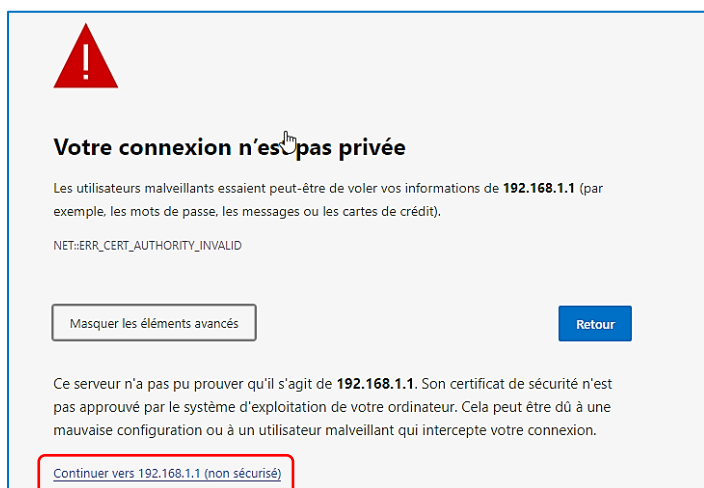 Votre connexion n'est pas privée
Les utilisateurs malveillants essaient peut-être de voler vos informations de 192.168.1.1 (par
exemple, les mots de passe, les messages ou les cartes de crédit).
NET::ERR_CERT_AUTHORITY_INVALID
Masquer les éléments avancés
Retour
Ce serveur n'a pas pu prouver qu'il s'agit de 192.168.1.1. Son certificat de sécurité n'est
pas approuvé par le système d'exploitation de votre ordinateur. Cela peut être dû à une
mauvaise configuration ou à un utilisateur malveillant qui intercepte votre connexion.
Continuer vers 192.168.1.1 (non sécurisé)